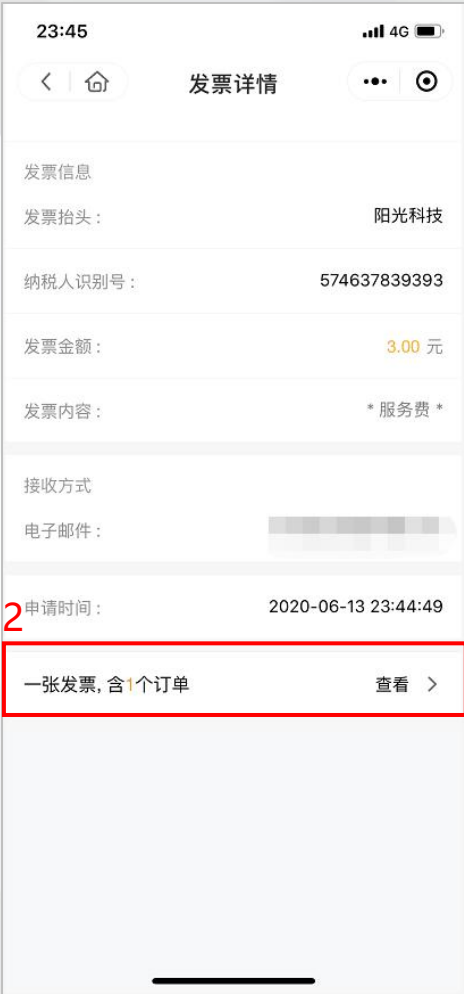 23:45 4G
发票详情
发票信息
发票抬头： 阳光科技
纳税人识别号： 574637839393
发票金额： 3.00 元
发票内容： *服务费*
接收方式
电子邮件：
2 申请时间： 2020-06-13 23:44:49
一张发票, 含1个订单 查看